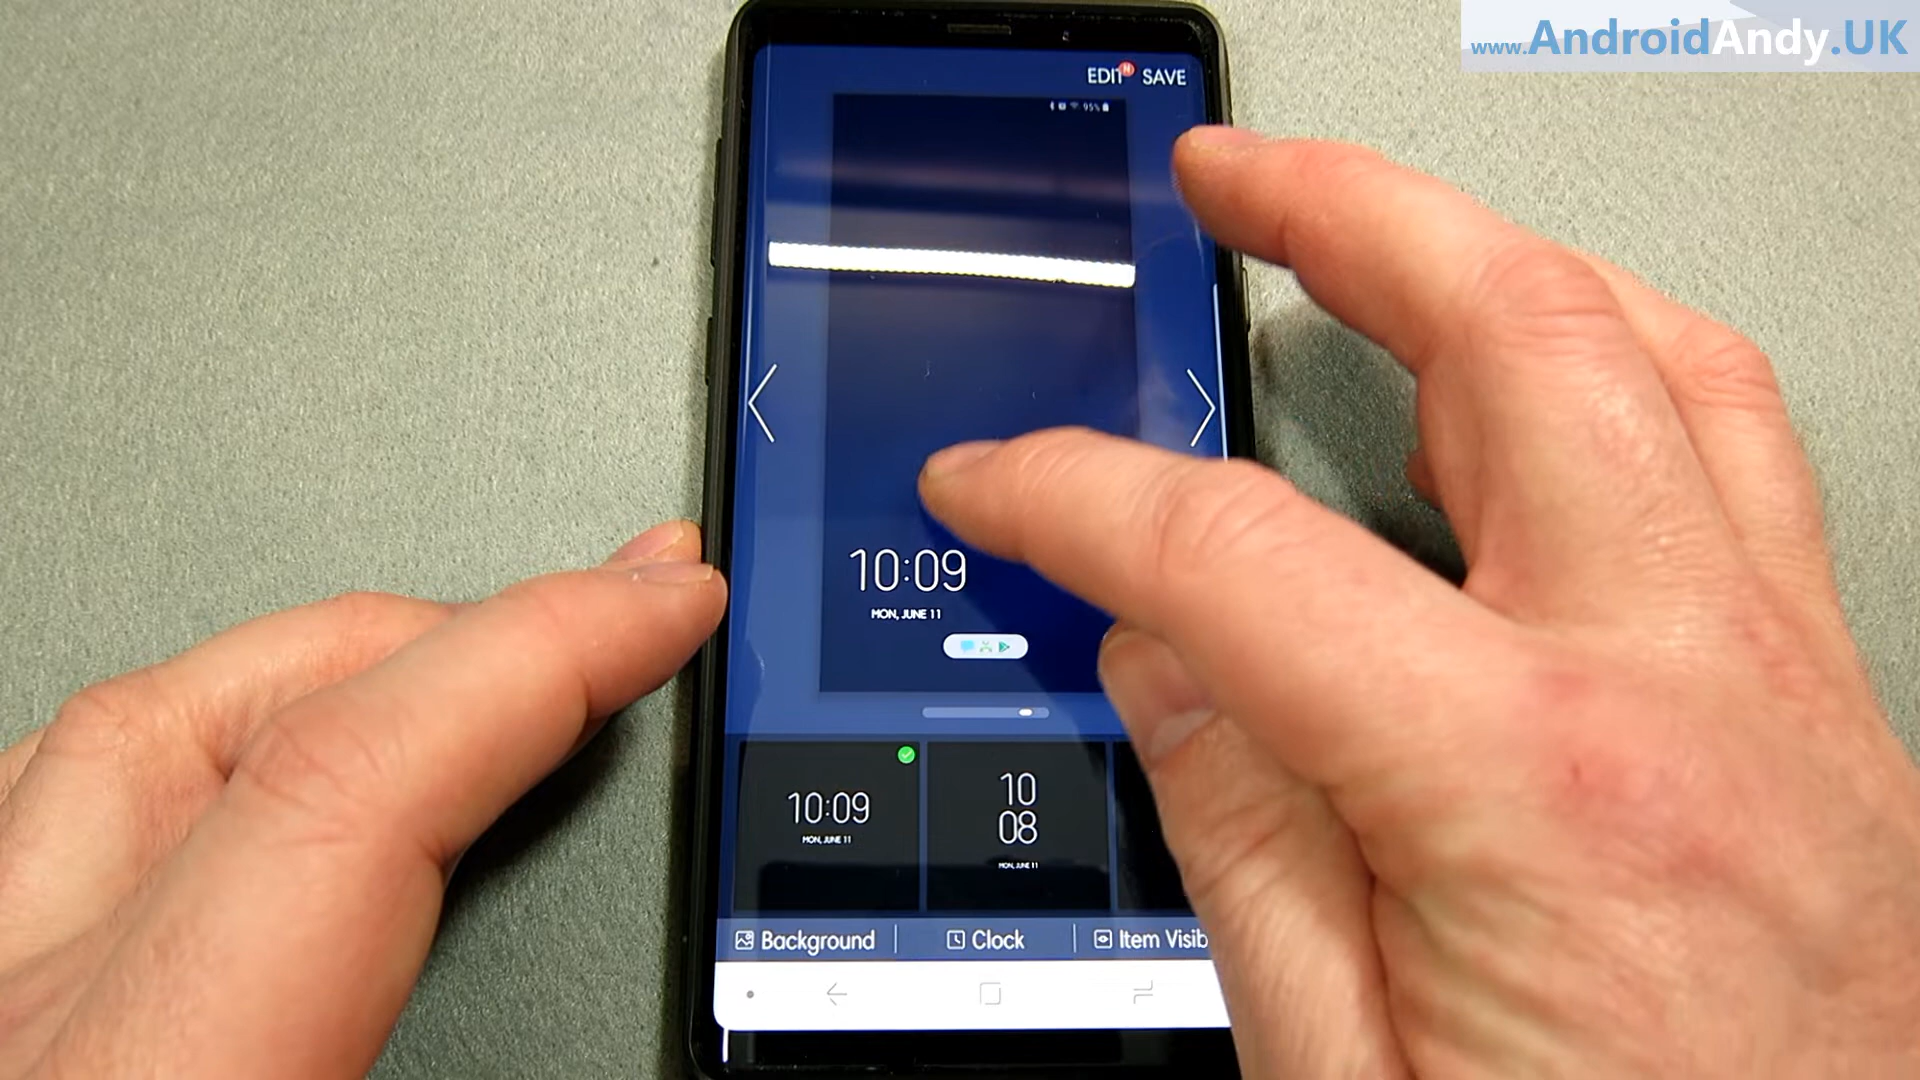 www.AndroidAndy.UK
EDIT N SAVE
95%
10:09
MON, JUNE 11
10:09
MON, JUNE 11
10
08
MON, JUNE 11
Background Clock Item Visib